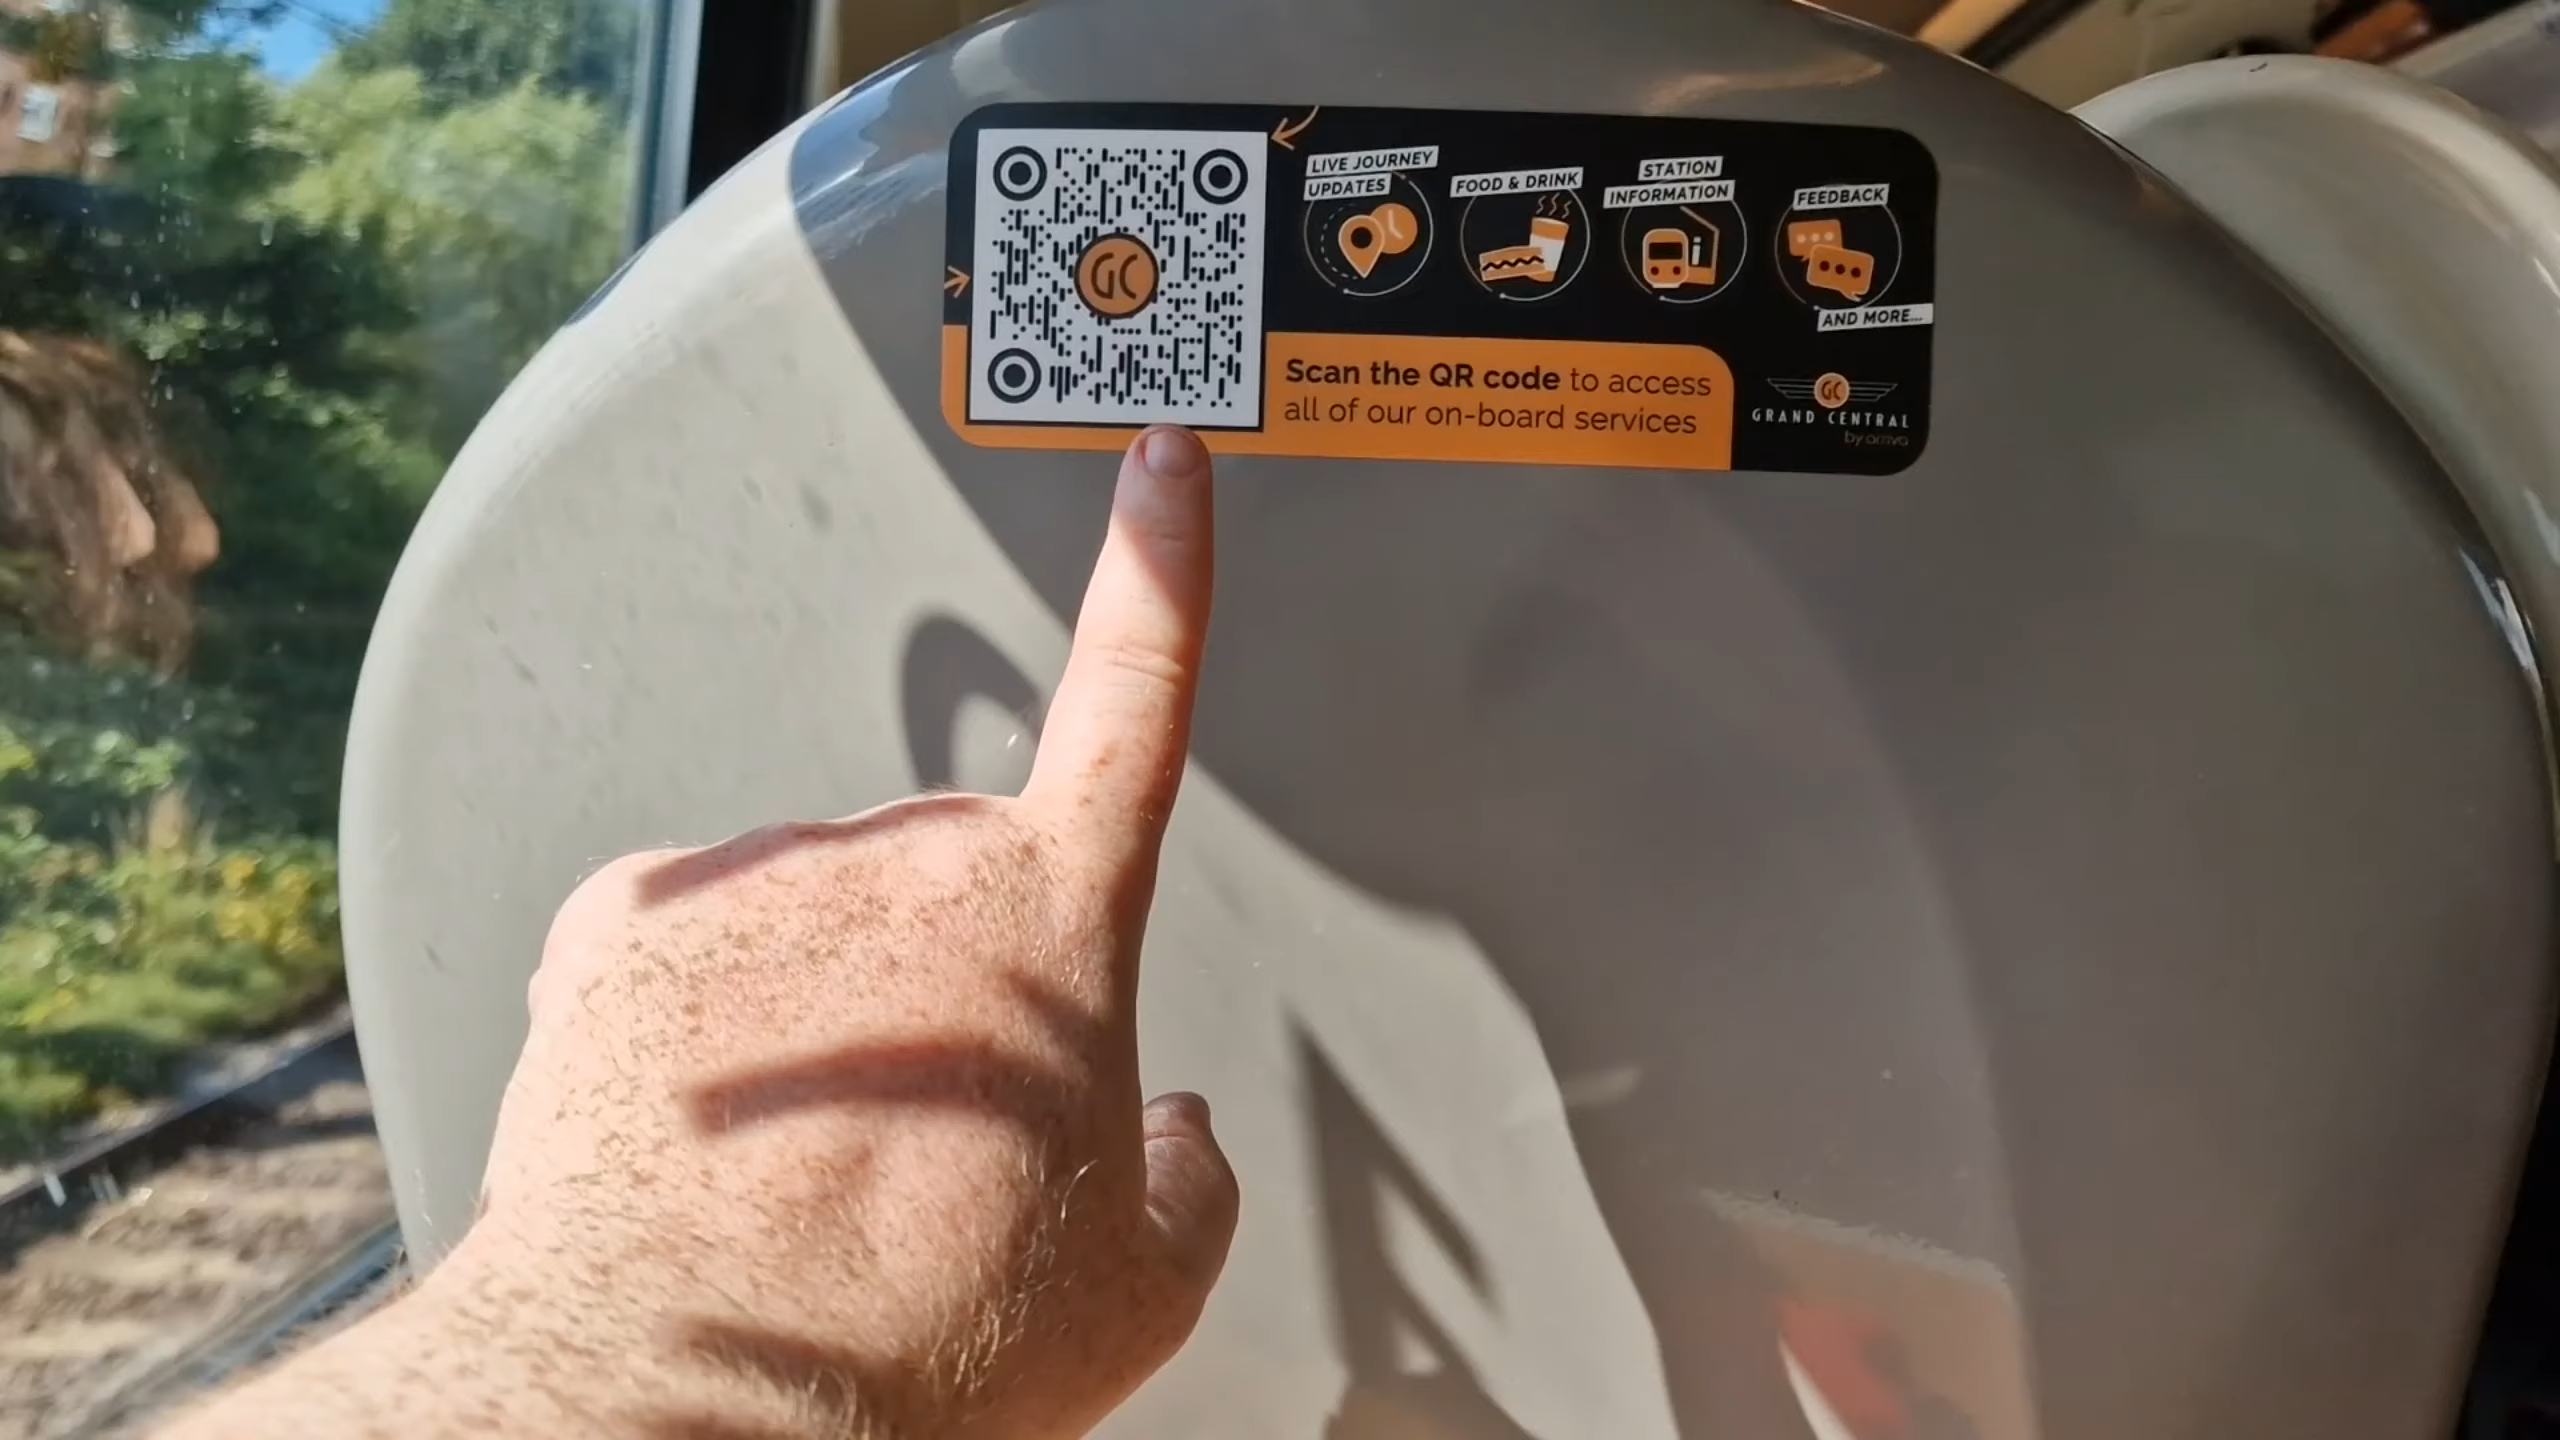 LIVE JOURNEY
UPDATES
FOOD & DRINK
STATION
INFORMATION
FEEDBACK
AND MORE...
GC
Scan the QR code to access
all of our on-board services
GC
GRAND CENTRAL
by arriva